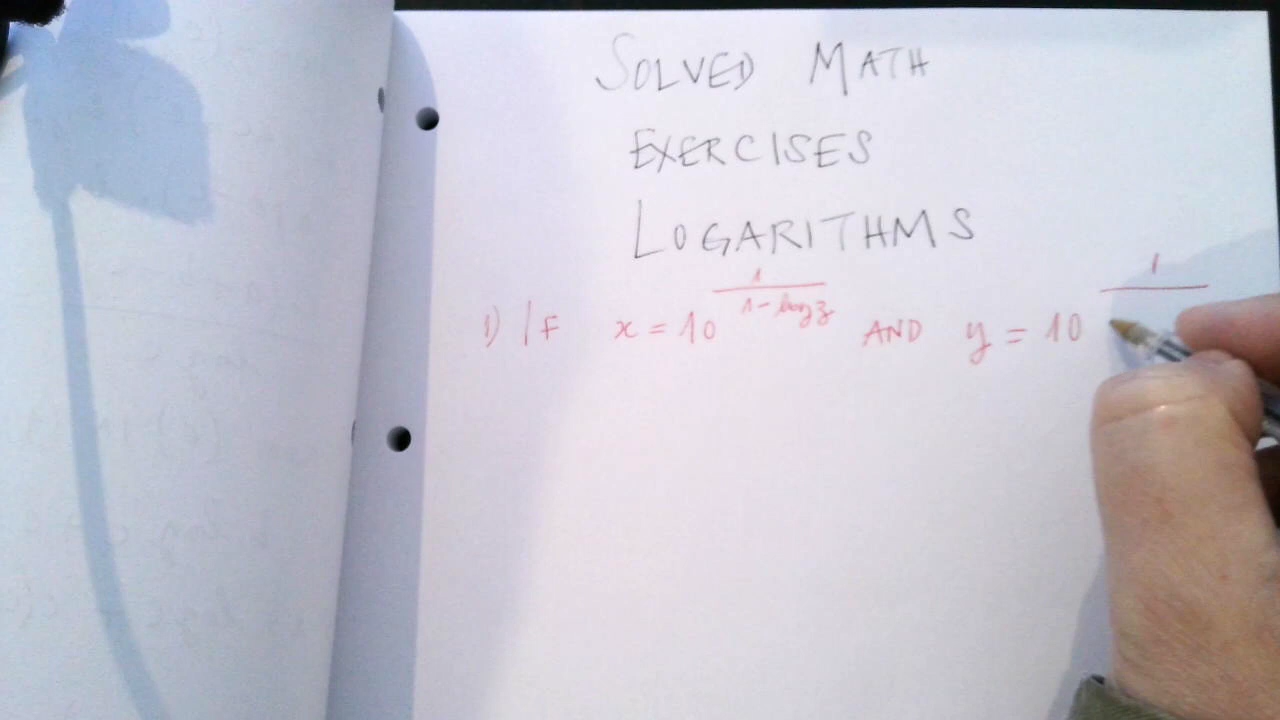 SOLVED MATH
EXERCISES
LOGARITHMS
1) IF x = 10^(1/(1-log z)) AND y = 10^(1/